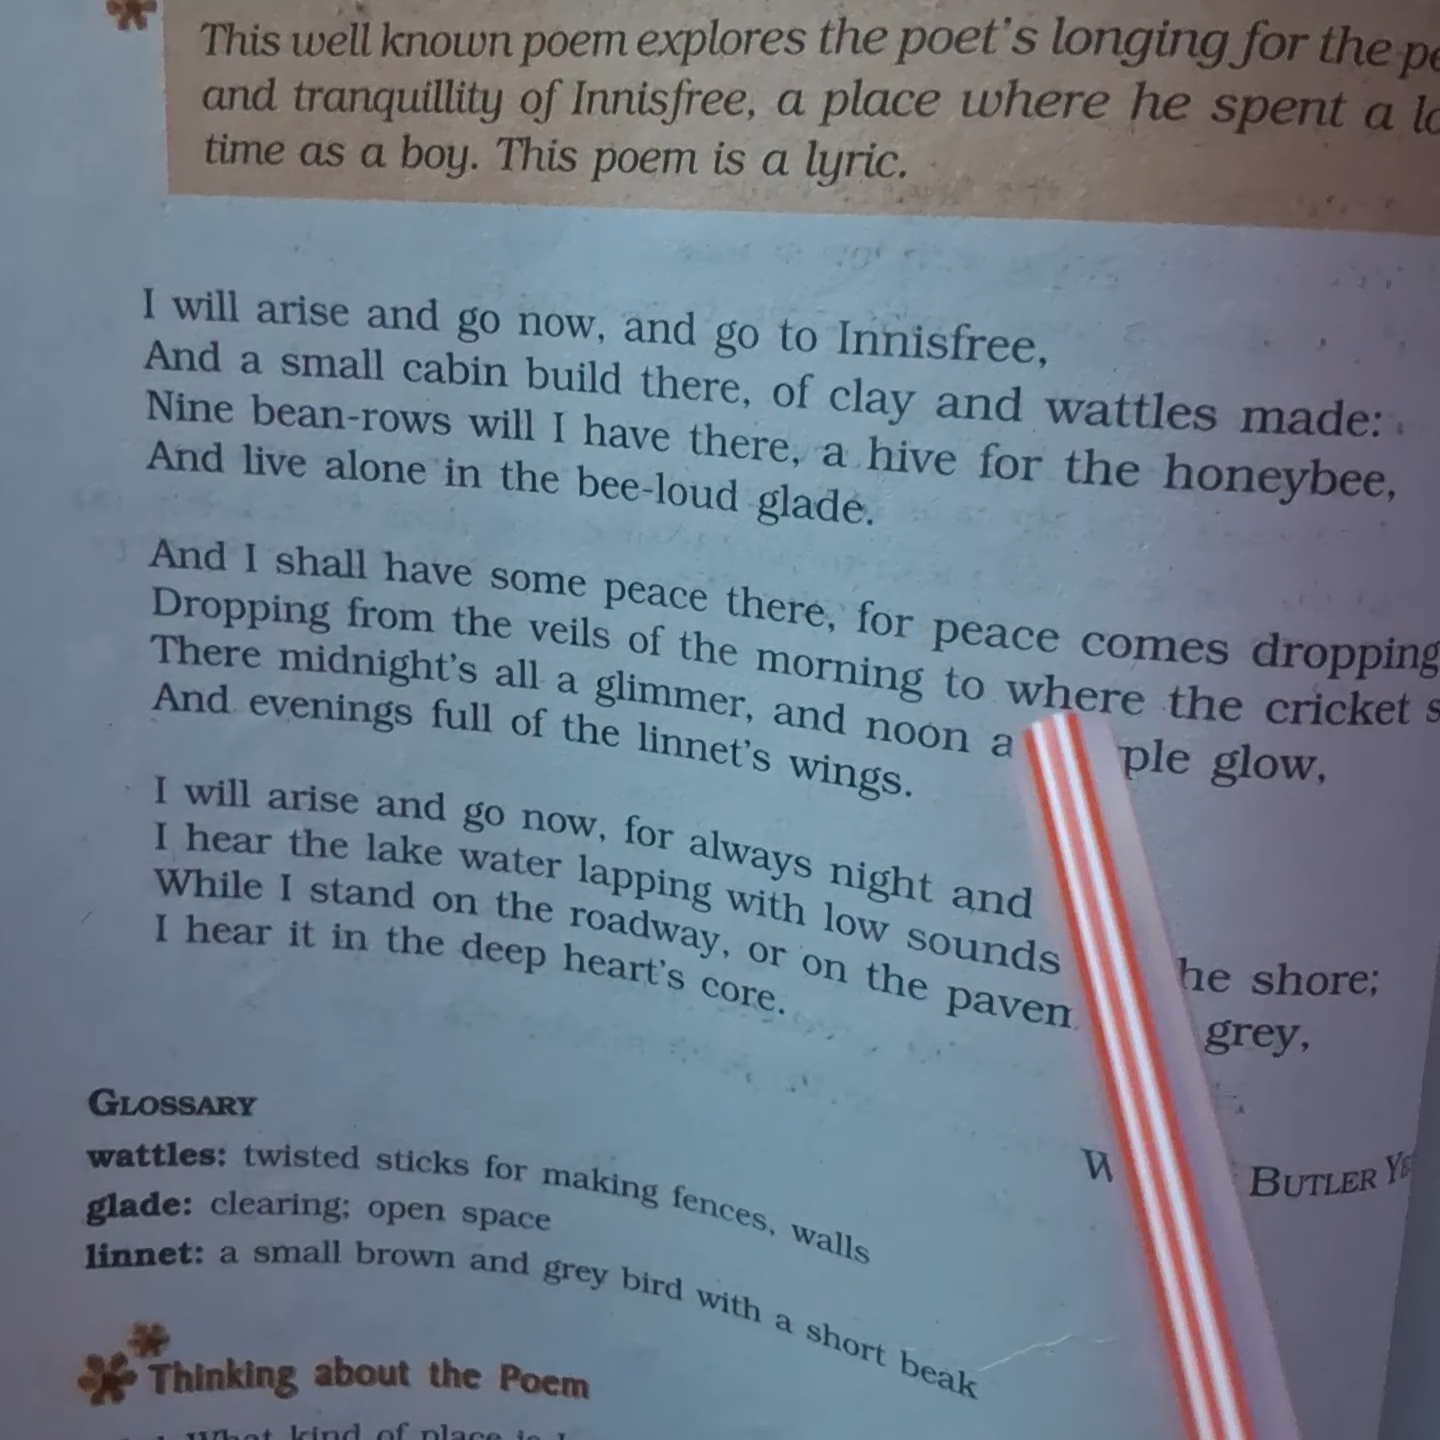 This well known poem explores the poet's longing for the
and tranquillity of Innisfree, a place where he spent a
time as a boy. This poem is a lyric.
I will arise and go now, and go to Innisfree,
And a small cabin build there, of clay and wattles made:
Nine bean-rows will I have there, a hive for the honeybee,
And live alone in the bee-loud glade.
And I shall have some peace there, for peace comes dropping
Dropping from the veils of the morning to where the cricket
There midnight's all a glimmer, and noon a ple glow,
And evenings full of the linnet's wings.
I will arise and go now, for always night and
I hear the lake water lapping with low sounds he shore;
While I stand on the roadway, or on the paven grey,
I hear it in the deep heart's core.
BUTLER
GLOSSARY
wattles: twisted sticks for making fences, walls
glade: clearing; open space
linnet: a small brown and grey bird with a short beak
Thinking about the Poem
What kind of place is